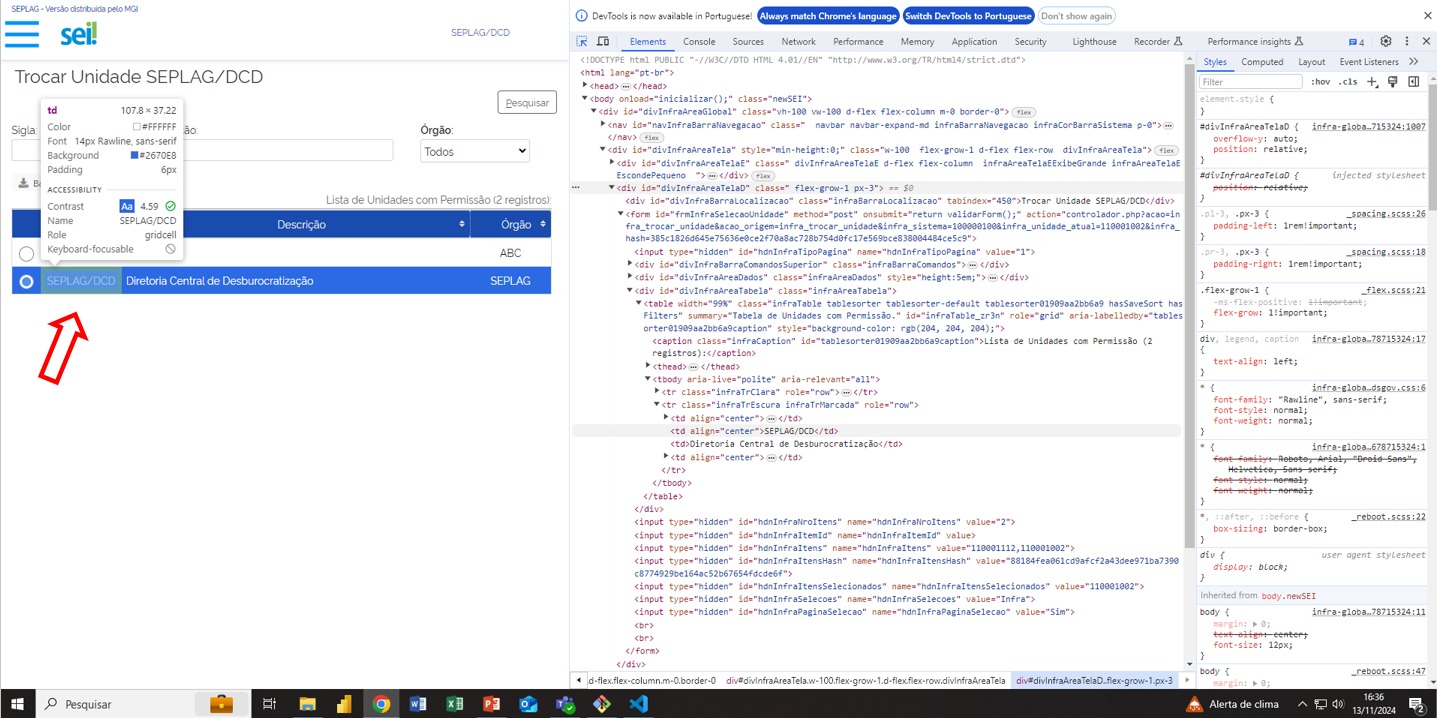 SEPLAG - Versão distribuída pelo MGI
sei!
SEPLAG/DCD
Trocar Unidade SEPLAG/DCD
Pesquisar
td 107.8 × 37.22
Color #FFFFFF
Font 14px Rawline, sans-serif
Background #2670E8
Padding 6px
ACCESSIBILITY
Contrast Aa 4.59
Name SEPLAG/DCD
Role gridcell
Keyboard-focusable
Sigla:
Órgão:
Todos
Lista de Unidades com Permissão (2 registros):
Descrição Órgão
ABC
SEPLAG/DCD Diretoria Central de Desburocratização SEPLAG
DevTools is now available in Portuguese! Always match Chrome's language Switch DevTools to Portuguese Don't show again
Elements Console Sources Network Performance Memory Application Security Lighthouse Recorder Performance insights 4
<!DOCTYPE html PUBLIC "-//W3C//DTD HTML 4.01//EN" "http://www.w3.org/TR/html4/strict.dtd">
<html lang="pt-br">
<head>…</head>
<body onload="inicializar();" class="newSEI">
<div id="divInfraAreaGlobal" class="vh-100 vw-100 d-flex flex-column m-0 border-0"> flex
<nav id="navInfraBarraNavegacao" class=" navbar navbar-expand-md infraBarraNavegacao infraCorBarraSistema p-0">…
</nav> flex
<div id="divInfraAreaTela" style="min-height:0;" class="w-100 flex-grow-1 d-flex flex-row divInfraAreaTela"> flex
<div id="divInfraAreaTelaE" class=" divInfraAreaTelaE d-flex flex-column infraAreaTelaEExibeGrande infraAreaTelaE
EscondePequeno ">…</div> flex
… <div id="divInfraAreaTelaD" class=" flex-grow-1 px-3"> == $0
<div id="divInfraBarraLocalizacao" class="infraBarraLocalizacao" tabindex="450">Trocar Unidade SEPLAG/DCD</div>
<form id="frmInfraSelecaoUnidade" method="post" onsubmit="return validarForm();" action="controlador.php?acao=in
fra_trocar_unidade&acao_origem=infra_trocar_unidade&infra_sistema=100000100&infra_unidade_atual=110001002&infra_
hash=385c1826d645e75636e0ce2f70a8ac728b754d0fc17e569bce838004484ce5c9">
<input type="hidden" id="hdnInfraTipoPagina" name="hdnInfraTipoPagina" value="1">
<div id="divInfraBarraComandosSuperior" class="infraBarraComandos">…</div>
<div id="divInfraAreaDados" class="infraAreaDados" style="height:5em;">…</div>
<div id="divInfraAreaTabela" class="infraAreaTabela">
<table width="99%" class="infraTable tablesorter tablesorter-default tablesorter01909aa2bb6a9 hasSaveSort has
Filters" summary="Tabela de Unidades com Permissão." id="infraTable_zr3n" role="grid" aria-labelledby="tables
orter01909aa2bb6a9caption" style="background-color: rgb(204, 204, 204);">
<caption class="infraCaption" id="tablesorter01909aa2bb6a9caption">Lista de Unidades com Permissão (2
registros):</caption>
<thead>…</thead>
<tbody aria-live="polite" aria-relevant="all">
<tr class="infraTrClara" role="row">…</tr>
<tr class="infraTrEscura infraTrMarcada" role="row">
<td align="center">…</td>
<td align="center">SEPLAG/DCD</td>
<td>Diretoria Central de Desburocratização</td>
<td align="center">…</td>
</tr>
</tbody>
</table>
</div>
<input type="hidden" id="hdnInfraNroItens" name="hdnInfraNroItens" value="2">
<input type="hidden" id="hdnInfraItemId" name="hdnInfraItemId" value>
<input type="hidden" id="hdnInfraItens" name="hdnInfraItens" value="110001112,110001002">
<input type="hidden" id="hdnInfraItensHash" name="hdnInfraItensHash" value="88184fea061cd9afcf2a43dee971ba7390
c8774929be164ac52b67654fdcde6f">
<input type="hidden" id="hdnInfraItensSelecionados" name="hdnInfraItensSelecionados" value="110001002">
<input type="hidden" id="hdnInfraSelecoes" name="hdnInfraSelecoes" value="Infra">
<input type="hidden" id="hdnInfraPaginaSelecao" name="hdnInfraPaginaSelecao" value="Sim">
<br>
<br>
</form>
</div>
d-flex.flex-column.m-0.border-0 div#divInfraAreaTela.w-100.flex-grow-1.d-flex.flex-row.divInfraAreaTela div#divInfraAreaTelaD..flex-grow-1.px-3
Styles Computed Layout Event Listeners
Filter :hov .cls
element.style {
}
#divInfraAreaTelaD { infra-globa…715324:1007
overflow-y: auto;
position: relative;
}
#divInfraAreaTelaD { injected stylesheet
position: relative;
}
.pl-3, .px-3 { _spacing.scss:26
padding-left: 1rem!important;
}
.pr-3, .px-3 { _spacing.scss:18
padding-right: 1rem!important;
}
.flex-grow-1 { _flex.scss:21
-ms-flex-positive: 1!important;
flex-grow: 1!important;
}
div, legend, caption infra-globa…78715324:17
{
text-align: left;
}
* { infra-globa…dsgov.css:6
font-family: "Rawline", sans-serif;
font-style: normal;
font-weight: normal;
}
* { infra-globa…678715324:1
font-family: Roboto, Arial, "Droid Sans",
Helvetica, Sans-serif;
font-style: normal;
font-weight: normal;
}
*, ::after, ::before { _reboot.scss:22
box-sizing: border-box;
}
div { user agent stylesheet
display: block;
}
Inherited from body.newSEI
body { infra-globa…78715324:11
margin: 0;
text-align: center;
font-size: 12px;
}
body { _reboot.scss:47
margin: 0;
Pesquisar
Alerta de clima
16:36
13/11/2024
2